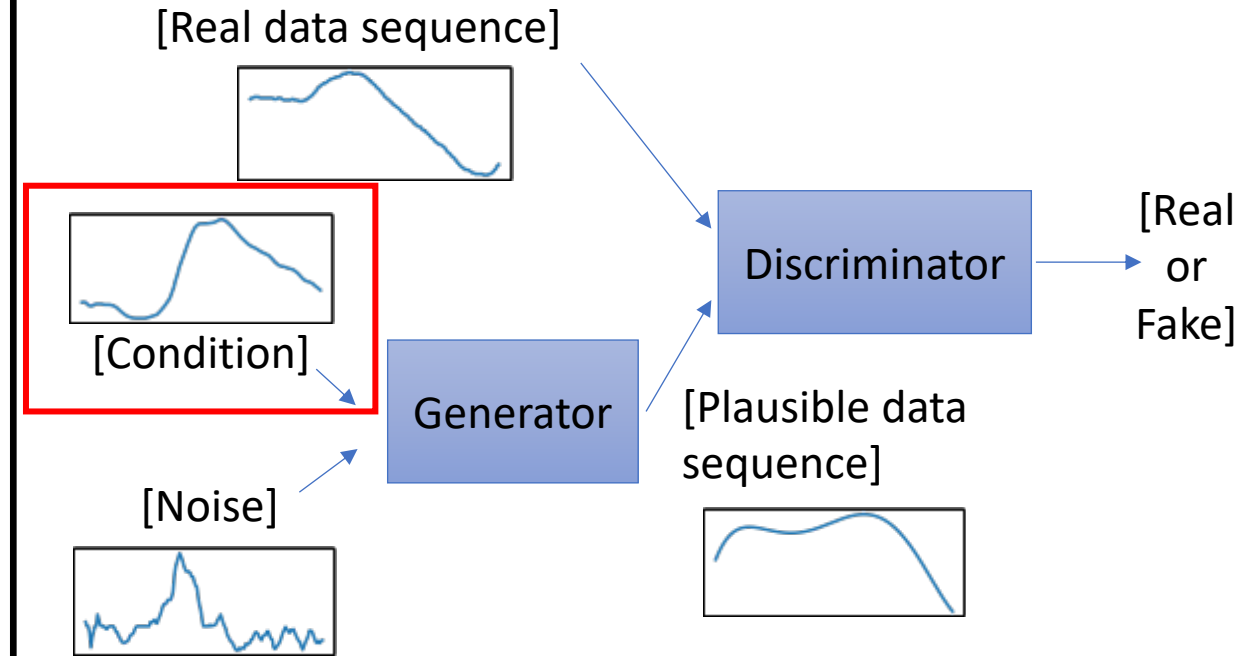 [Real data sequence]
[Condition]
[Noise]
Generator
[Plausible data
sequence]
Discriminator
[Real
or
Fake]